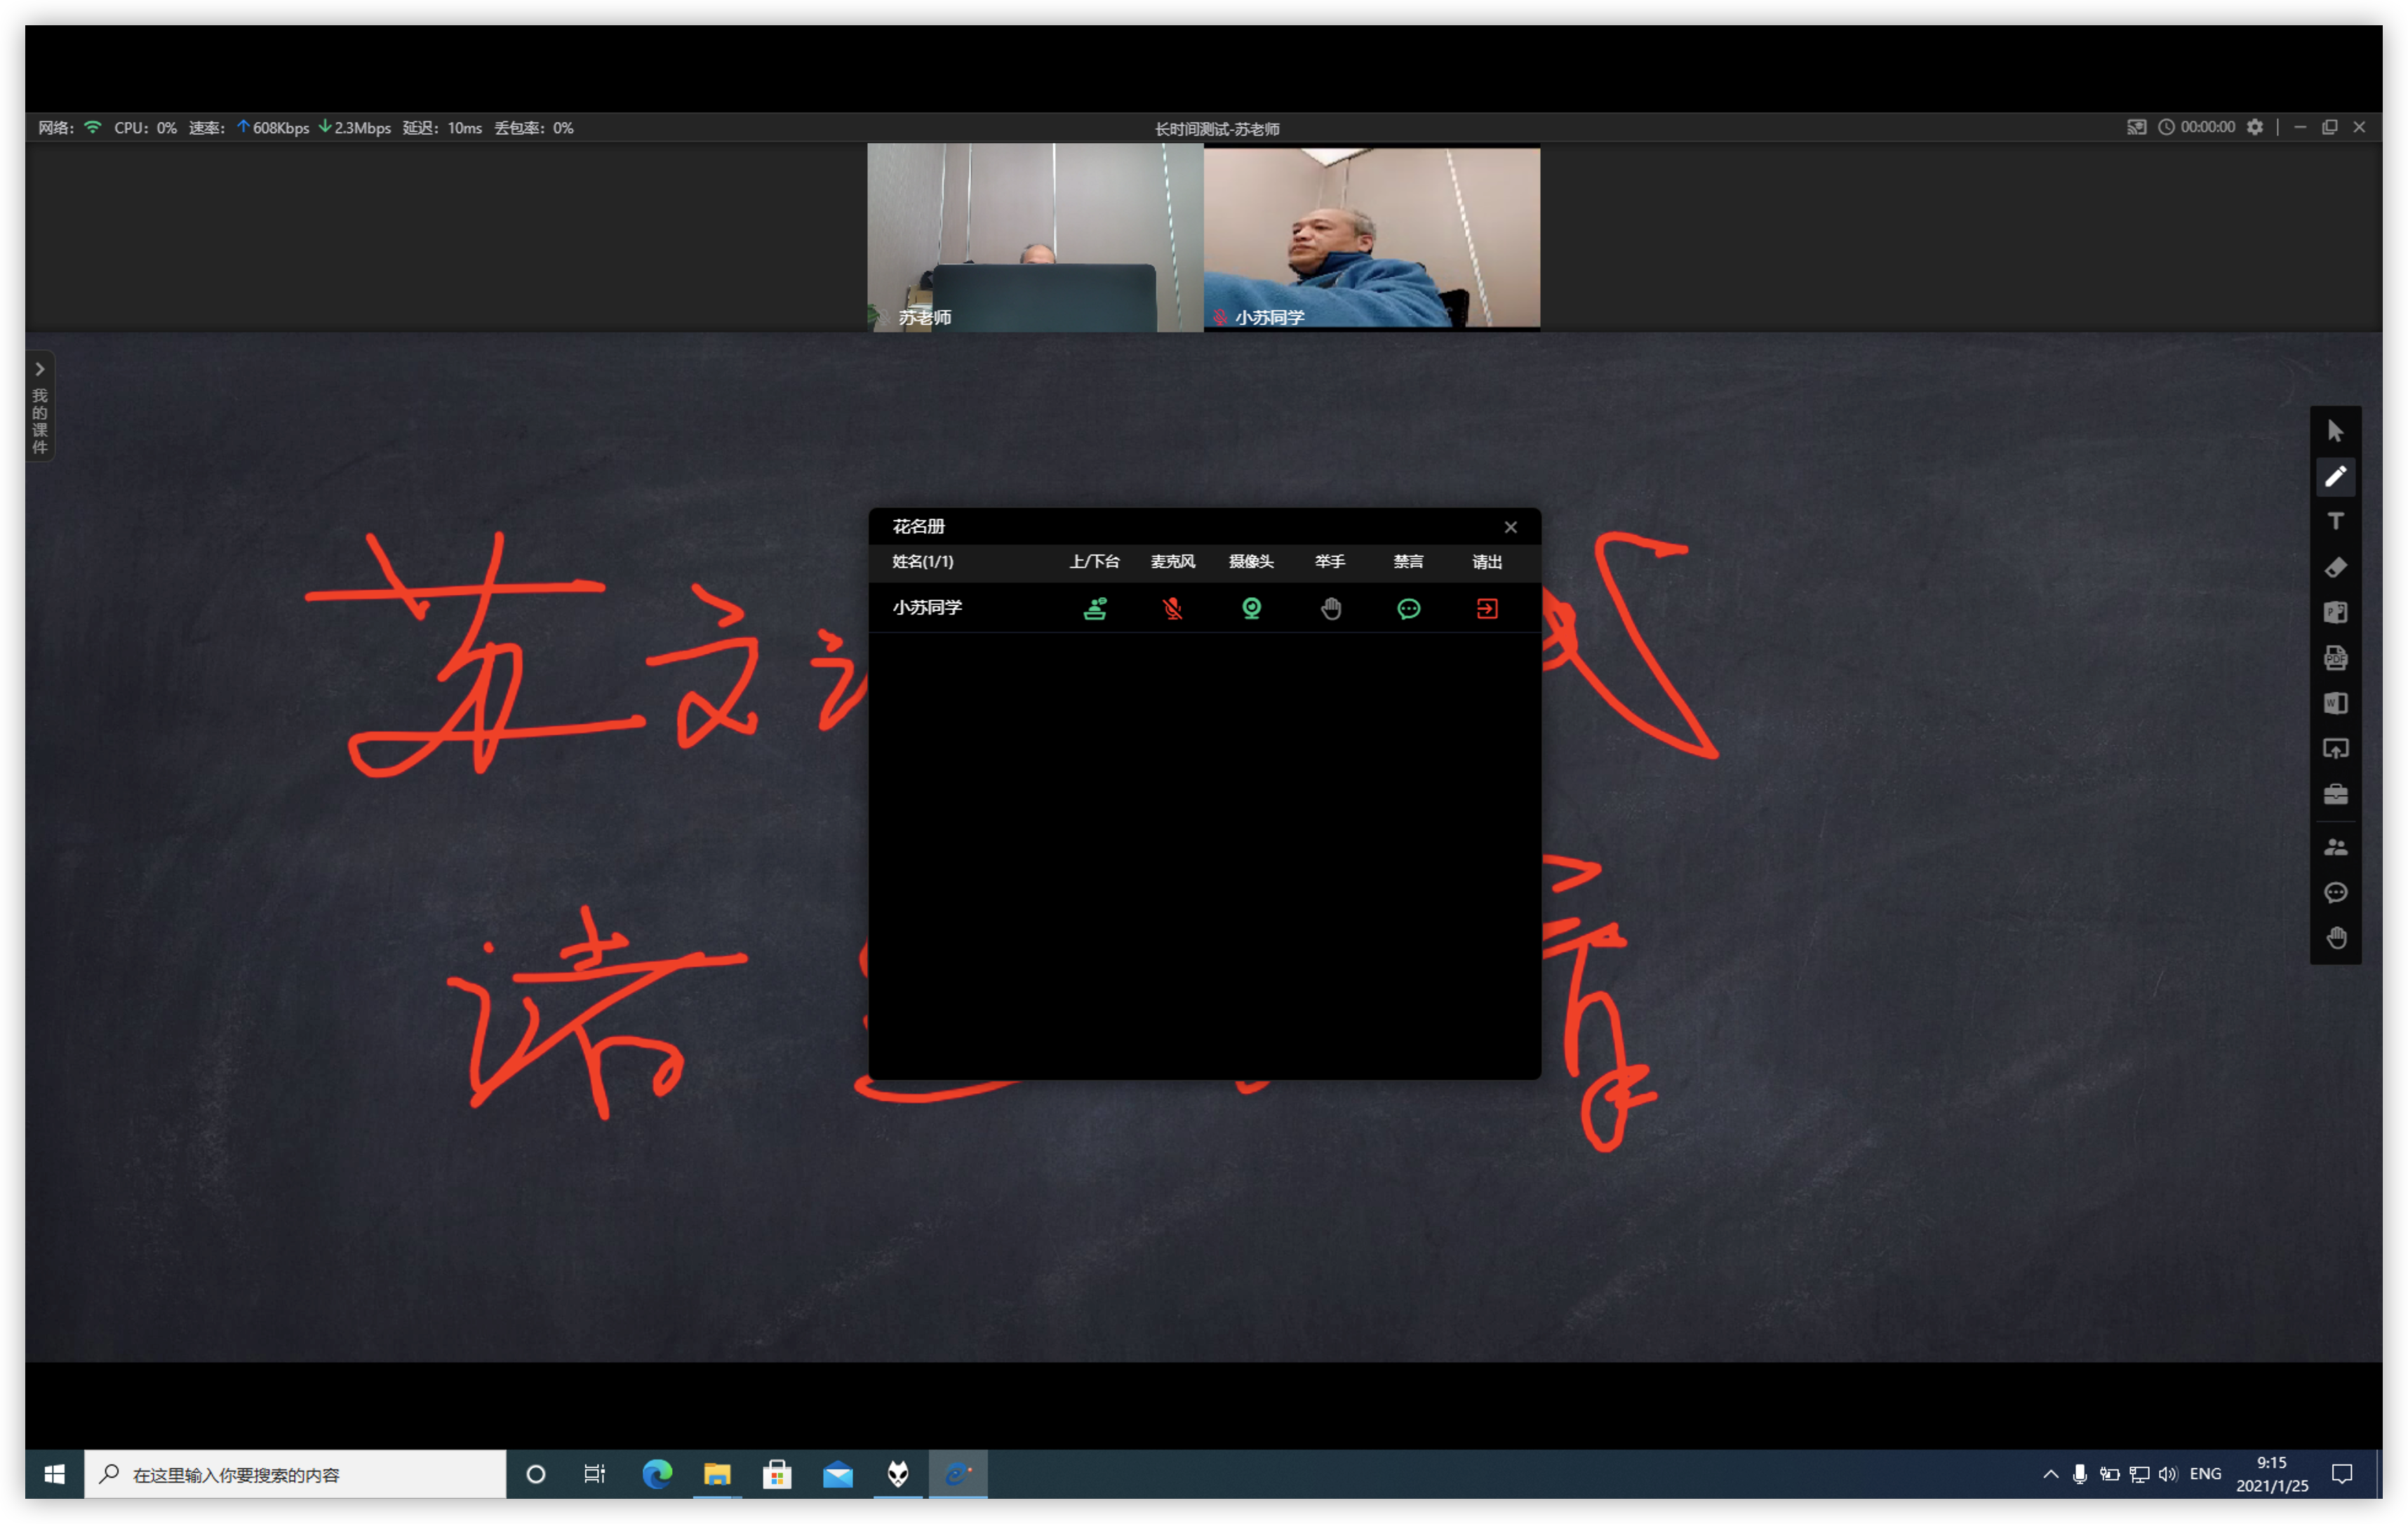 网络： CPU：0% 速率： 608Kbps 2.3Mbps 延迟：10ms 丢包率：0%
长时间测试-苏老师
00:00:00
苏老师
小苏同学
我的课件
花名册
姓名(1/1) 上/下台 麦克风 摄像头 举手 禁言 请出
小苏同学
苏 文
请
在这里输入你要搜索的内容
ENG
9:15
2021/1/25